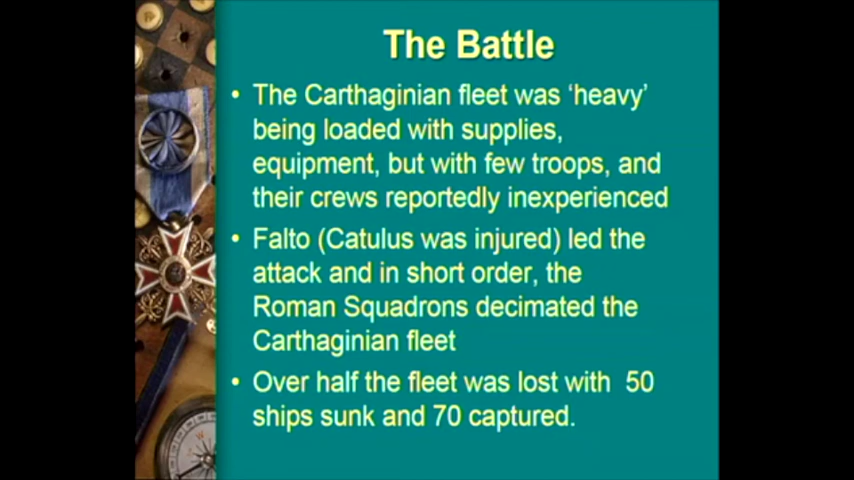 The Battle
• The Carthaginian fleet was ‘heavy’
being loaded with supplies,
equipment, but with few troops, and
their crews reportedly inexperienced
• Falto (Catulus was injured) led the
attack and in short order, the
Roman Squadrons decimated the
Carthaginian fleet
• Over half the fleet was lost with 50
ships sunk and 70 captured.